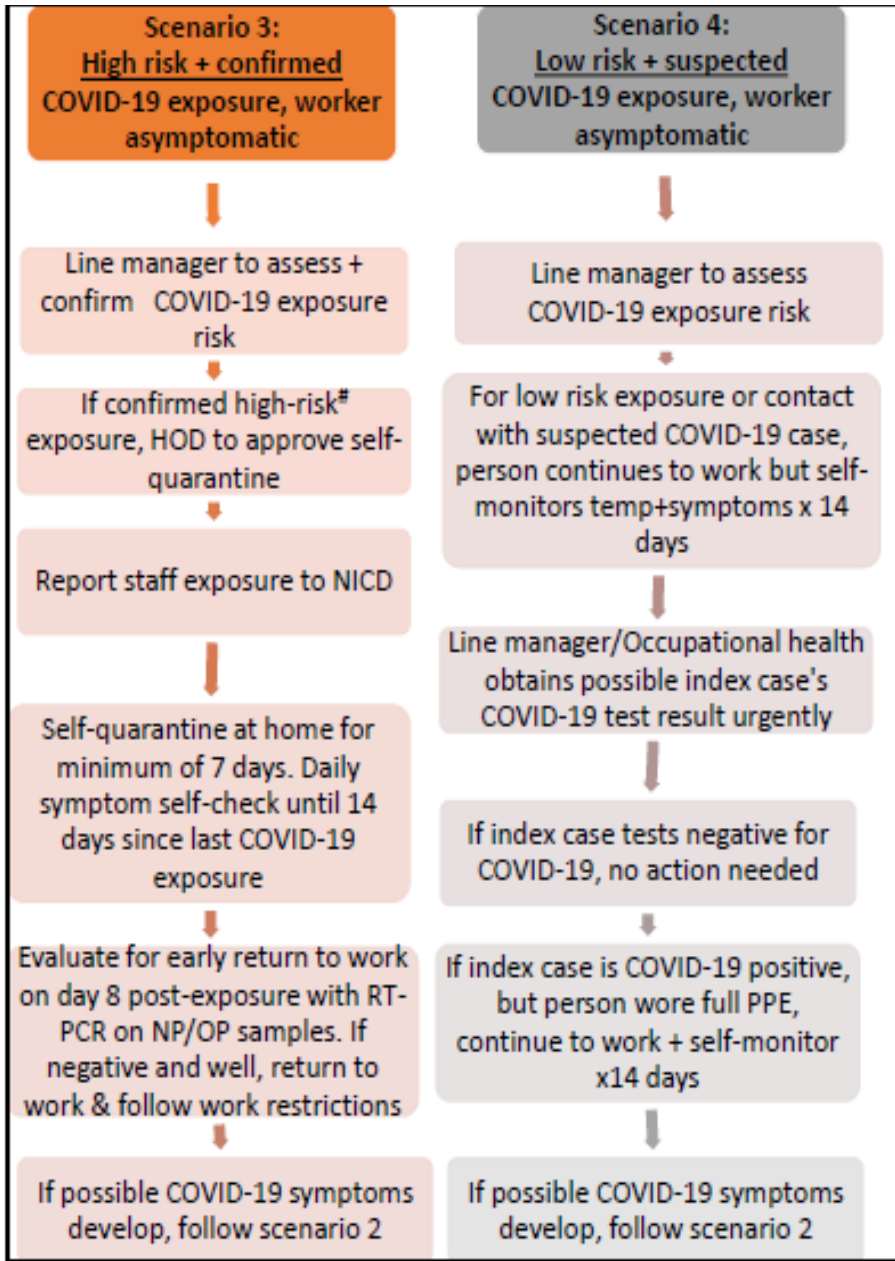 Scenario 3:
High risk + confirmed
COVID-19 exposure, worker
asymptomatic
Line manager to assess +
confirm COVID-19 exposure
risk
If confirmed high-risk#
exposure, HOD to approve self-
quarantine
Report staff exposure to NICD
Self-quarantine at home for
minimum of 7 days. Daily
symptom self-check until 14
days since last COVID-19
exposure
Evaluate for early return to work
on day 8 post-exposure with RT-
PCR on NP/OP samples. If
negative and well, return to
work & follow work restrictions
If possible COVID-19 symptoms
develop, follow scenario 2
Scenario 4:
Low risk + suspected
COVID-19 exposure, worker
asymptomatic
Line manager to assess
COVID-19 exposure risk
For low risk exposure or contact
with suspected COVID-19 case,
person continues to work but self-
monitors temp+symptoms x 14
days
Line manager/Occupational health
obtains possible index case's
COVID-19 test result urgently
If index case tests negative for
COVID-19, no action needed
If index case is COVID-19 positive,
but person wore full PPE,
continue to work + self-monitor
x14 days
If possible COVID-19 symptoms
develop, follow scenario 2